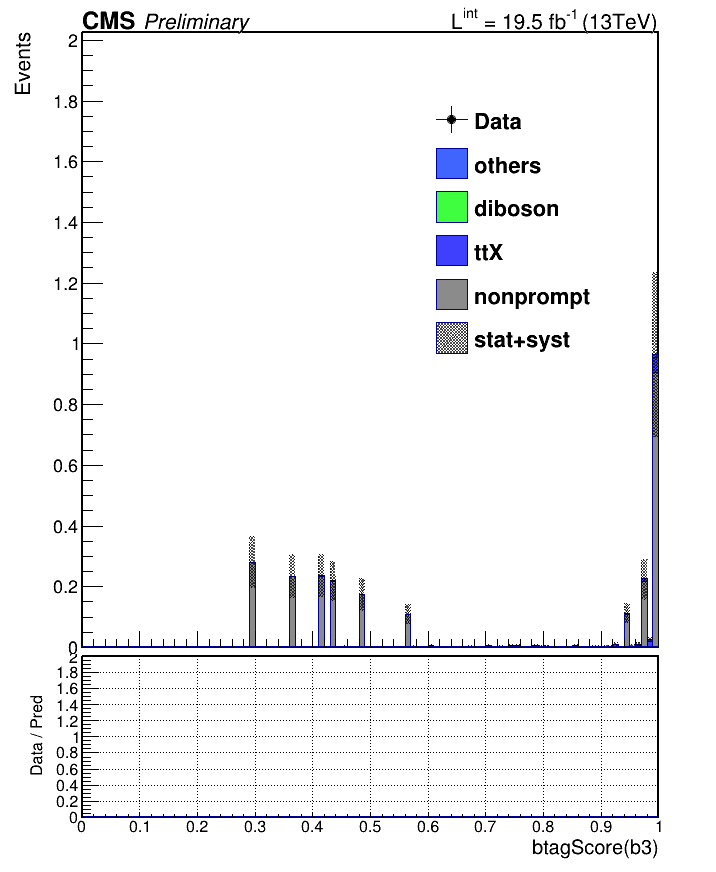 CMS Preliminary L^int = 19.5 fb^-1 (13TeV)
Events
2
1.8
1.6
1.4
1.2
1
0.8
0.6
0.4
0.2
0
Data
others
diboson
ttX
nonprompt
stat+syst
Data / Pred
2
1.8
1.6
1.4
1.2
1
0.8
0.6
0.4
0.2
0
0 0.1 0.2 0.3 0.4 0.5 0.6 0.7 0.8 0.9 1
btagScore(b3)